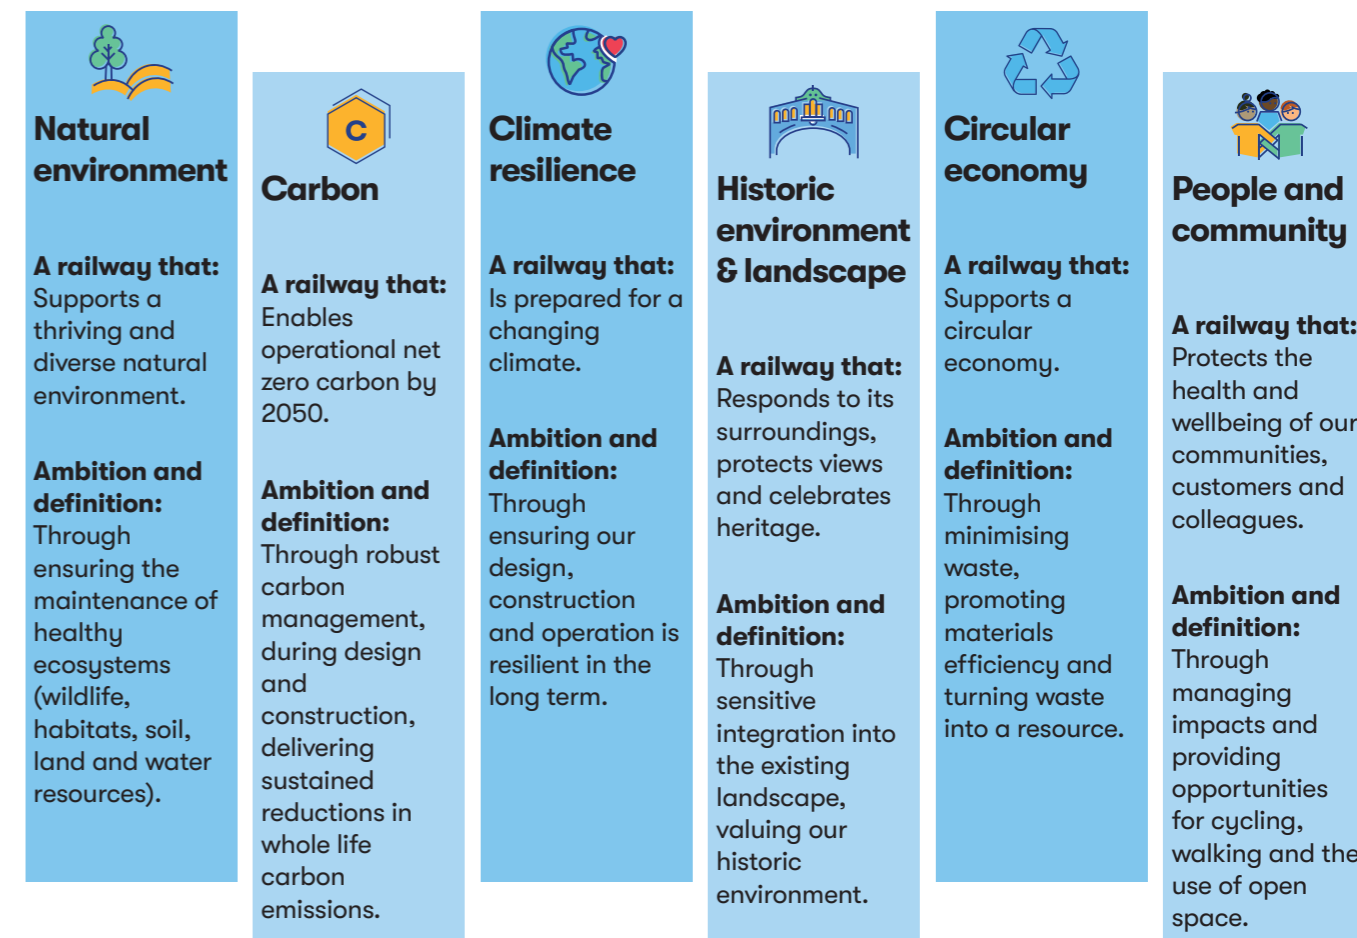 Natural
environment
A railway that:
Supports a
thriving and
diverse natural
environment.
Ambition and
definition:
Through
ensuring the
maintenance of
healthy
ecosystems
(wildlife,
habitats, soil,
land and water
resources).
C
Carbon
A railway that:
Enables
operational net
zero carbon by
2050.
Ambition and
definition:
Through robust
carbon
management,
during design
and
construction,
delivering
sustained
reductions in
whole life
carbon
emissions.
Climate
resilience
A railway that:
Is prepared for a
changing
climate.
Ambition and
definition:
Through
ensuring our
design,
construction
and operation is
resilient in the
long term.
Historic
environment
& landscape
A railway that:
Responds to its
surroundings,
protects views
and celebrates
heritage.
Ambition and
definition:
Through
sensitive
integration into
the existing
landscape,
valuing our
historic
environment.
Circular
economy
A railway that:
Supports a
circular
economy.
Ambition and
definition:
Through
minimising
waste,
promoting
materials
efficiency and
turning waste
into a resource.
People and
community
A railway that:
Protects the
health and
wellbeing of our
communities,
customers and
colleagues.
Ambition and
definition:
Through
managing
impacts and
providing
opportunities
for cycling,
walking and the
use of open
space.